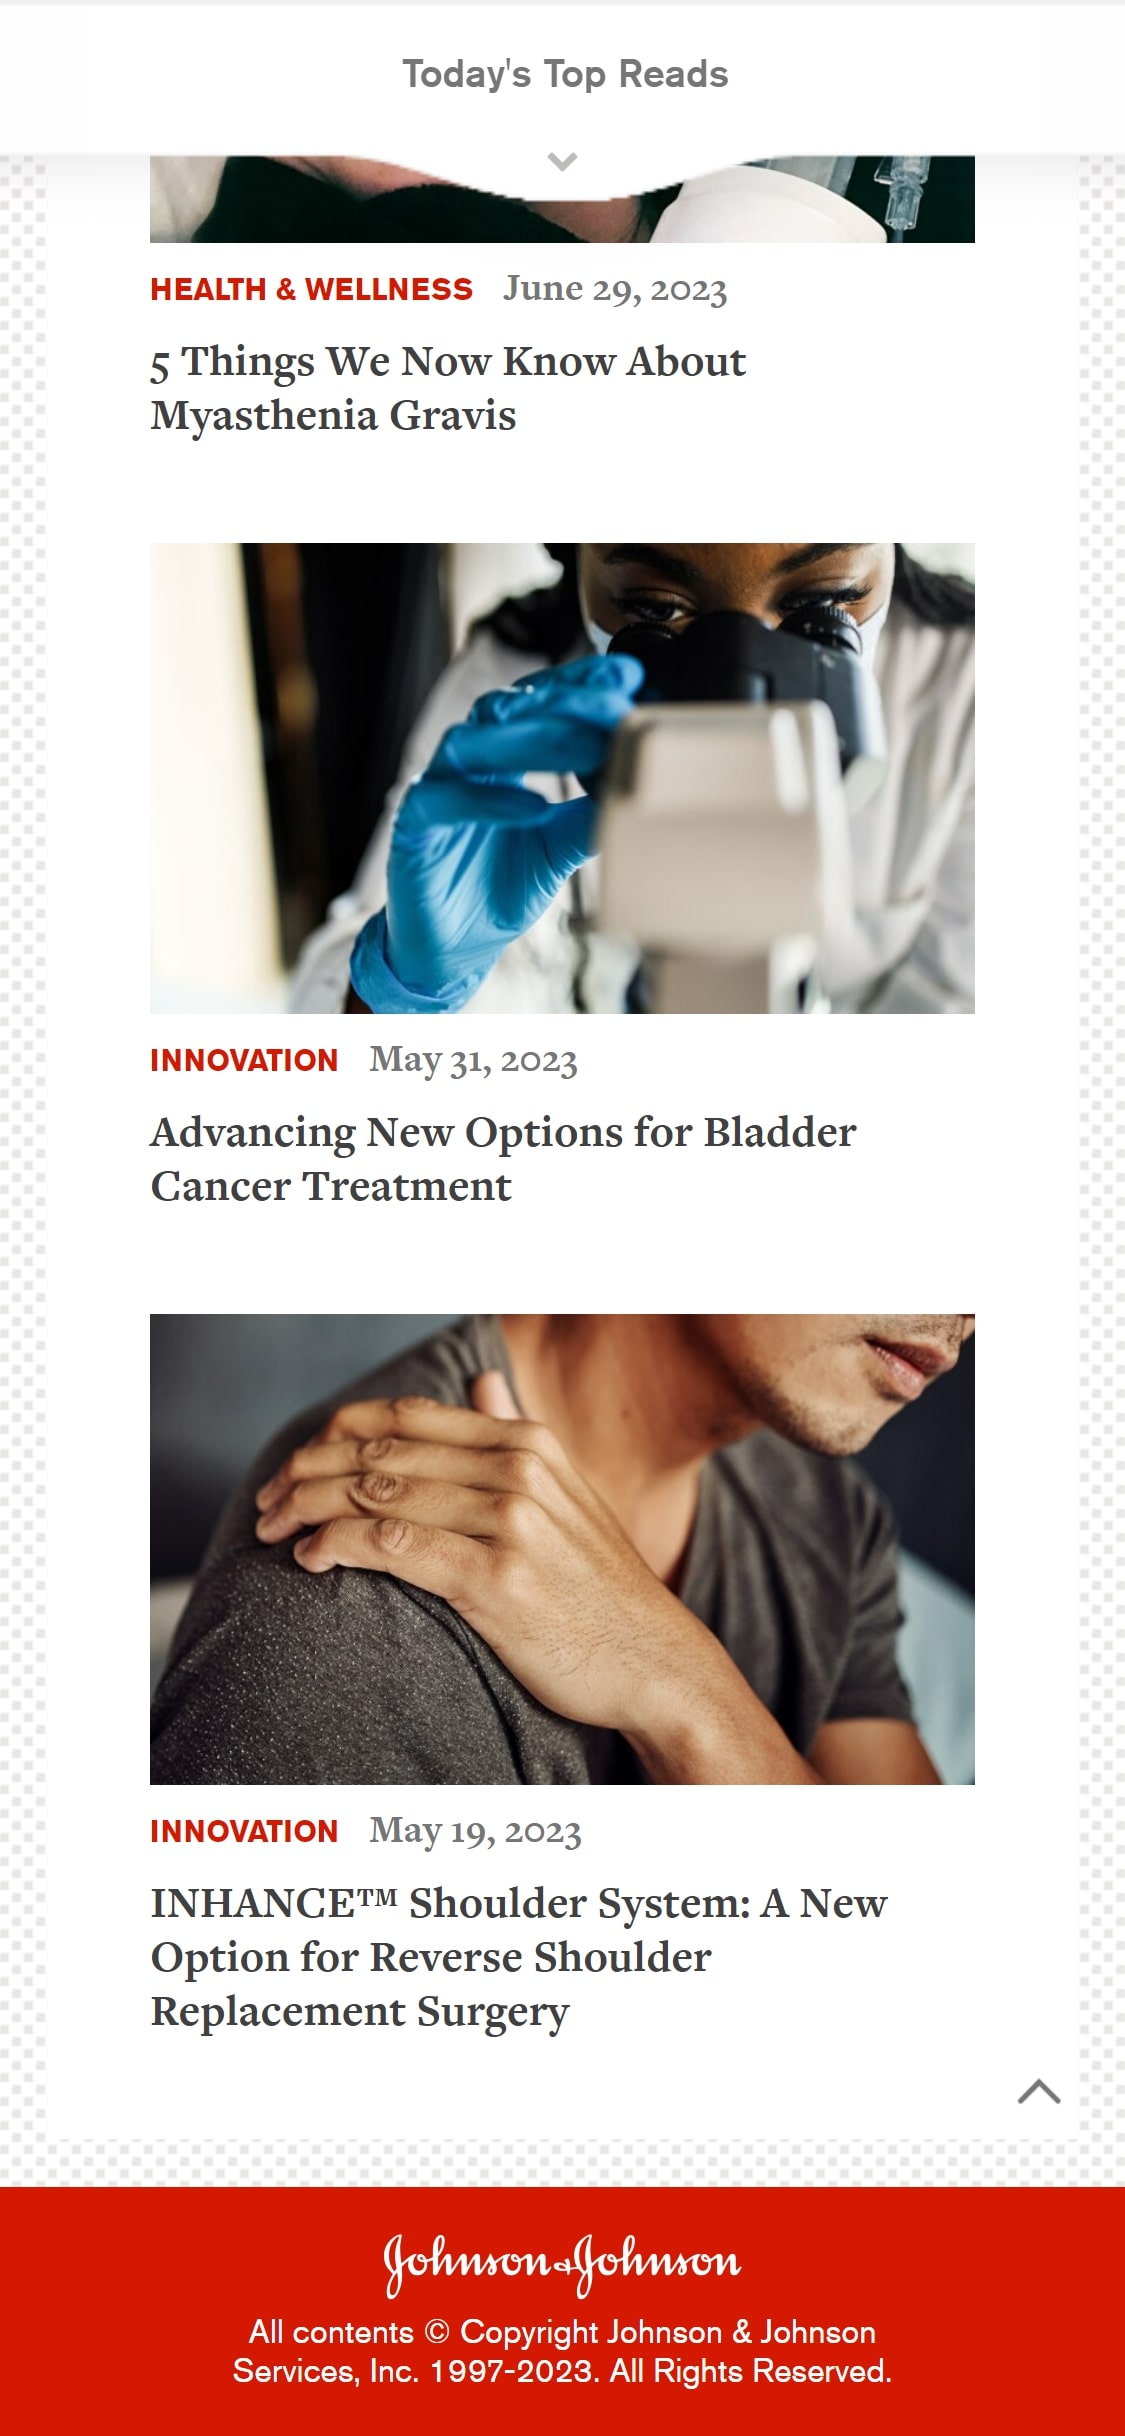 Today's Top Reads
HEALTH & WELLNESS June 29, 2023
5 Things We Now Know About
Myasthenia Gravis
INNOVATION May 31, 2023
Advancing New Options for Bladder
Cancer Treatment
INNOVATION May 19, 2023
INHANCE™ Shoulder System: A New
Option for Reverse Shoulder
Replacement Surgery
Johnson & Johnson
All contents © Copyright Johnson & Johnson
Services, Inc. 1997-2023. All Rights Reserved.